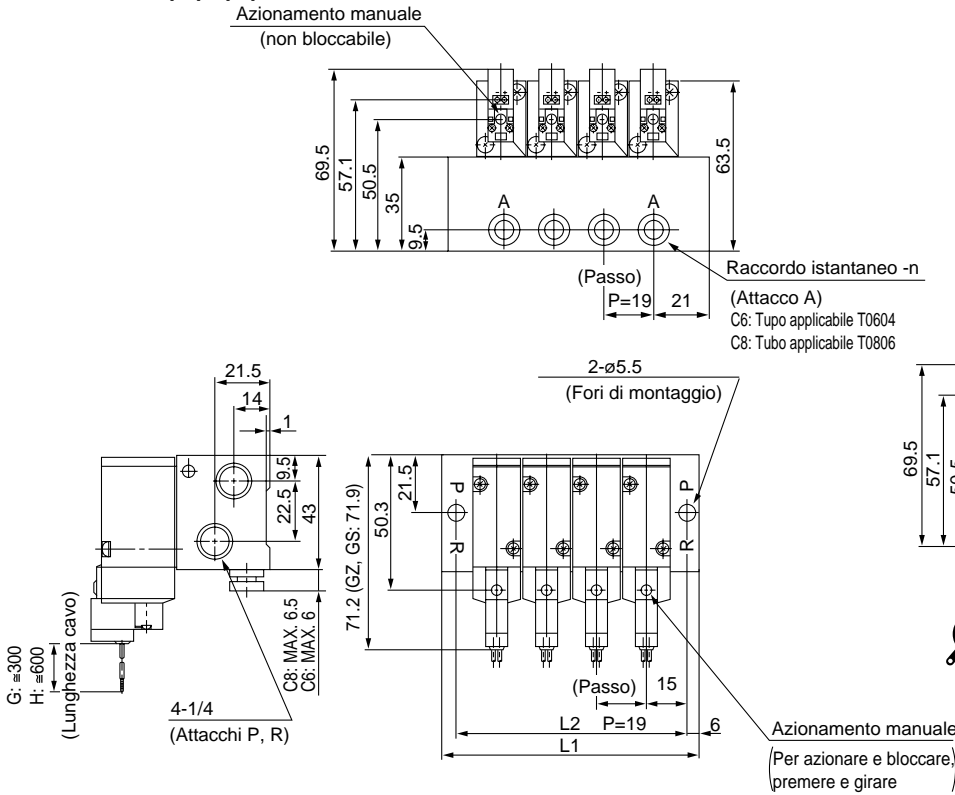 Azionamento manuale
(non bloccabile)
69.5
57.1
50.5
35
9.5
63.5
A A
(Passo)
P=19 21
Raccordo istantaneo -n
(Attacco A)
C6: Tupo applicabile T0604
C8: Tubo applicabile T0806
21.5
14
1
9.5
22.5
43
C8: MAX. 6.5
C6: MAX. 6
G: ≅300
H: ≅600
(Lunghezza cavo)
4-1/4
(Attacchi P, R)
2-ø5.5
(Fori di montaggio)
71.2 (GZ, GS: 71.9)
50.3
21.5
P P
R R
(Passo) 15
L2 P=19 6
L1
Azionamento manuale
(Per azionare e bloccare,
premere e girare)
69.5
57.1